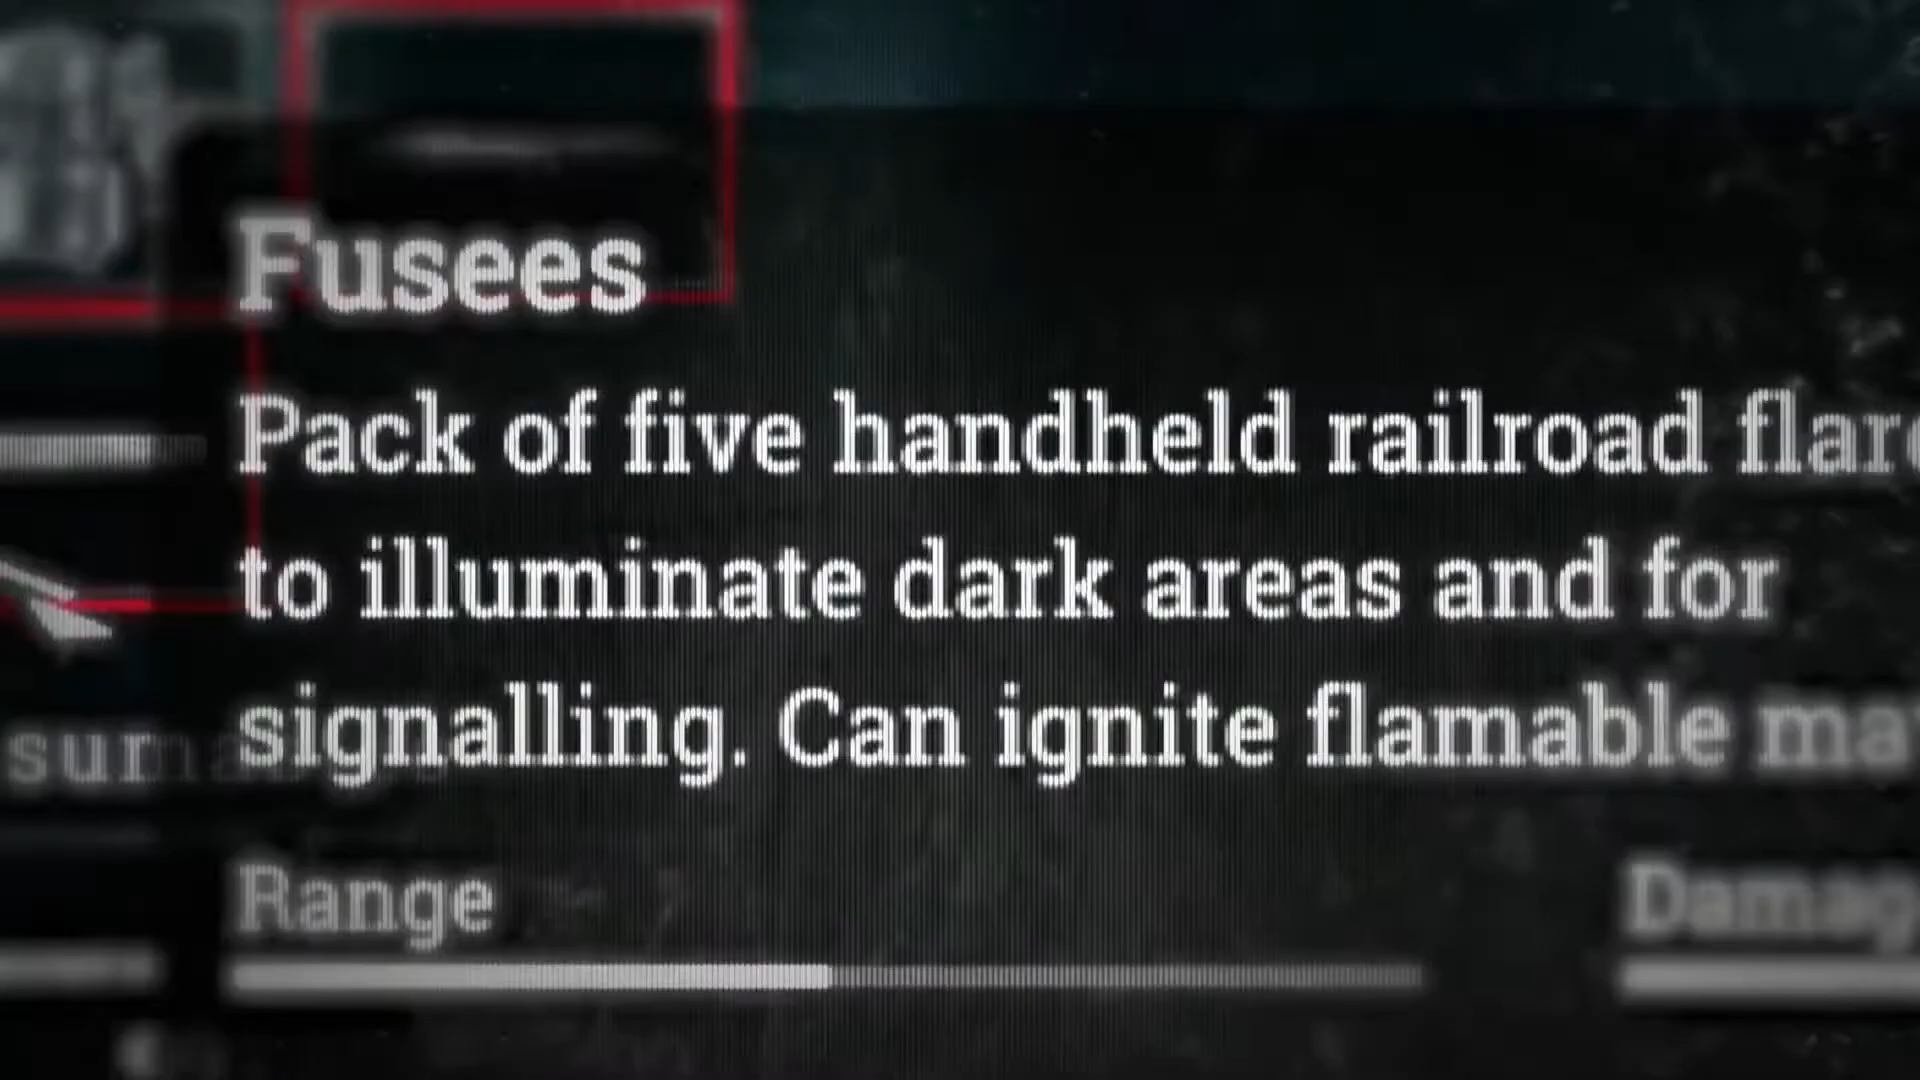 Fusees
Pack of five handheld railroad
to illuminate dark areas and for
signalling. Can ignite flamable
Range